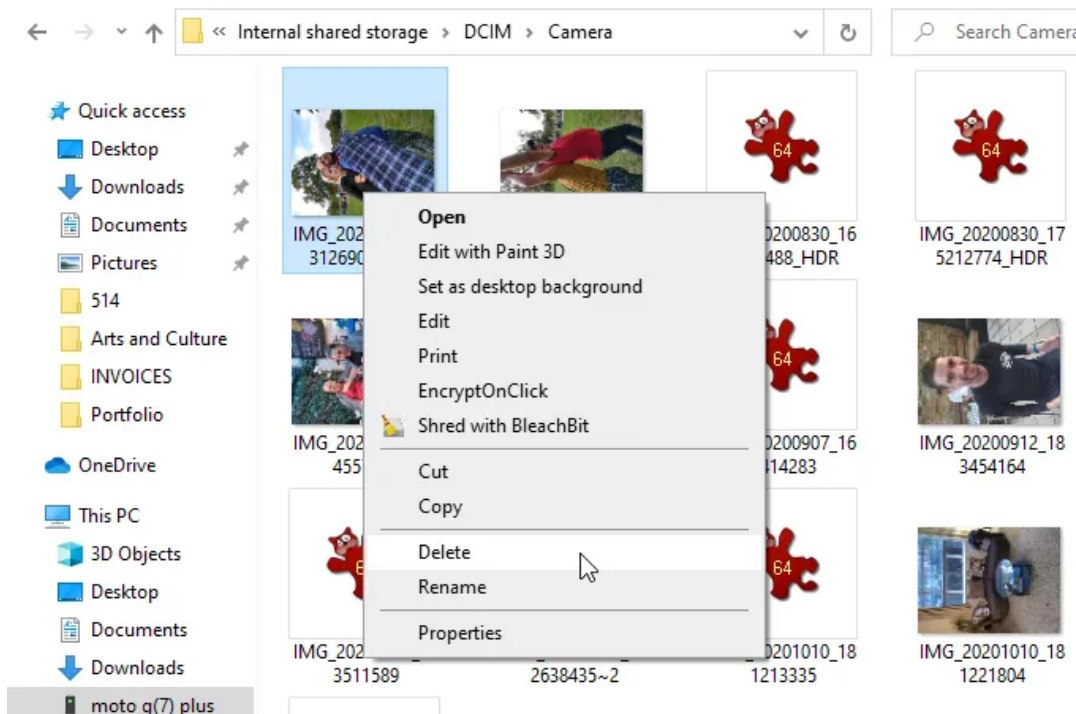 « Internal shared storage › DCIM › Camera
Search Camera
Quick access
Desktop
Downloads
Documents
Pictures
514
Arts and Culture
INVOICES
Portfolio
OneDrive
This PC
3D Objects
Desktop
Documents
Downloads
moto g(7) plus
64
64
IMG_202
312690
0200830_16
488_HDR
IMG_20200830_17
5212774_HDR
64
IMG_202
455
0200907_16
414283
IMG_20200912_18
3454164
64
IMG_202
3511589
2638435~2
20201010_18
1213335
IMG_20201010_18
1221804
Open
Edit with Paint 3D
Set as desktop background
Edit
Print
EncryptOnClick
Shred with BleachBit
Cut
Copy
Delete
Rename
Properties